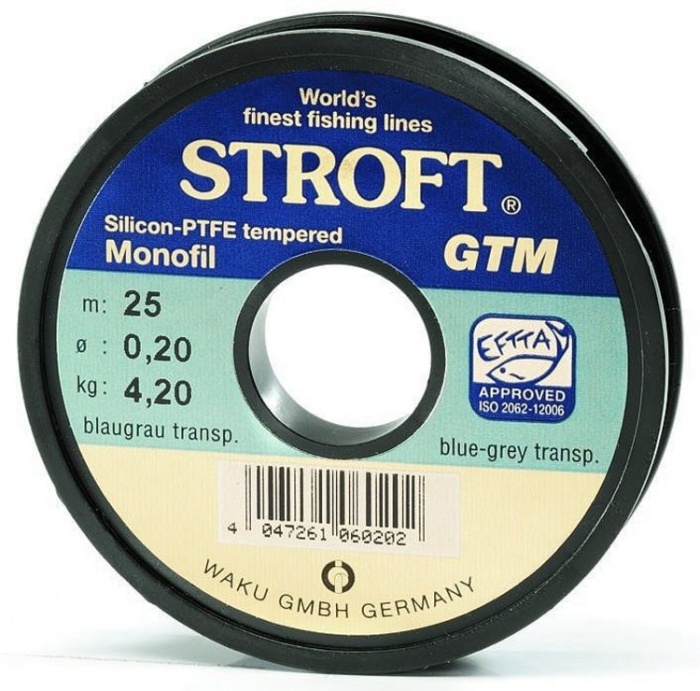 World's
finest fishing lines
STROFT®
Silicon-PTFE tempered
Monofil
GTM
m: 25
ø : 0,20
kg: 4,20
blaugrau transp.
EFTTA
APPROVED
ISO 2062-12006
blue-grey transp.
4 047261 060202
WAKU GMBH GERMANY